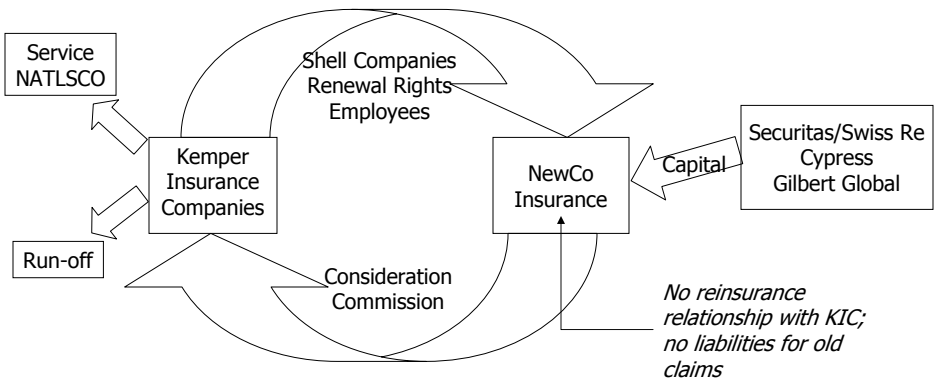 Service
NATLSCO
Shell Companies
Renewal Rights
Employees
Kemper
Insurance
Companies
NewCo
Insurance
Capital
Securitas/Swiss Re
Cypress
Gilbert Global
Run-off
Consideration
Commission
No reinsurance
relationship with KIC;
no liabilities for old
claims